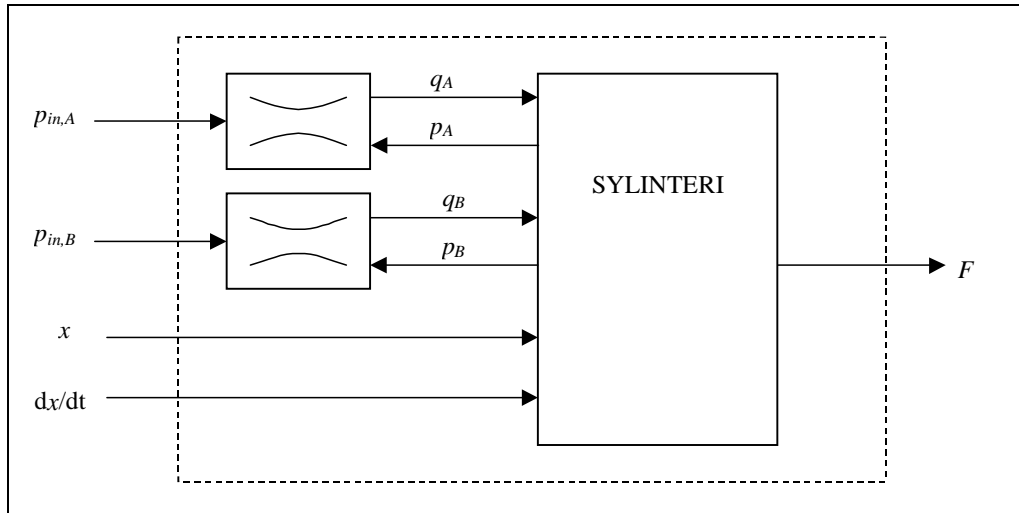 p_in,A
q_A
p_A
SYLINTERI
p_in,B
q_B
p_B
F
x
dx/dt